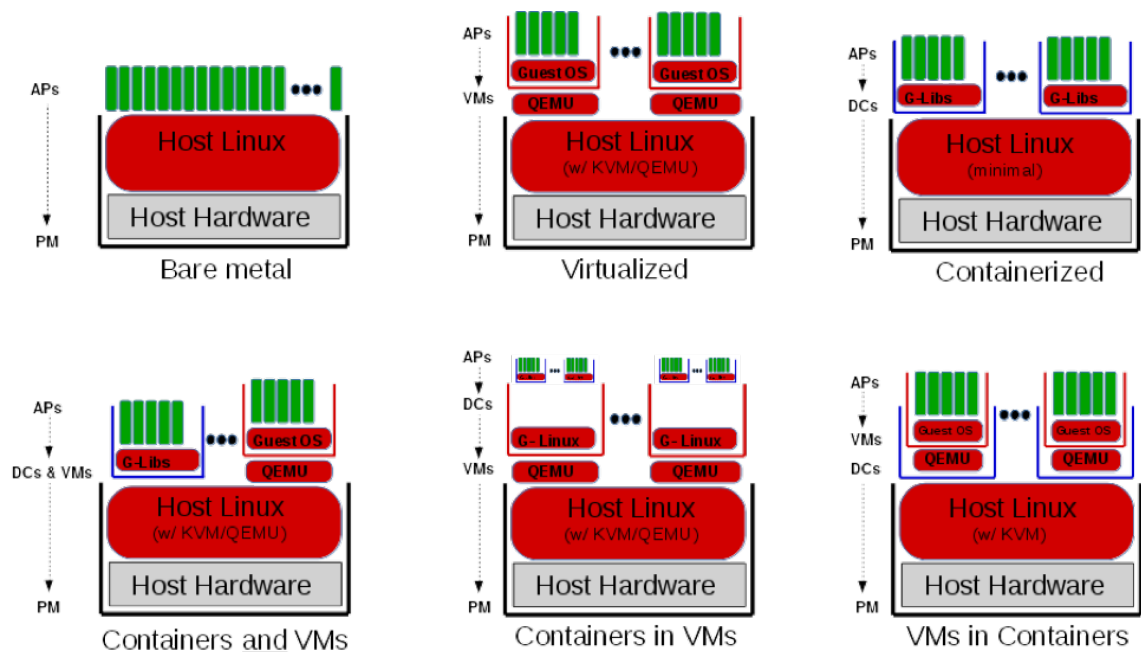 APs
PM
Host Linux
Host Hardware
Bare metal
APs
VMs
PM
Guest OS
Guest OS
QEMU
QEMU
Host Linux
(w/ KVM/QEMU)
Host Hardware
Virtualized
APs
DCs
PM
G-Libs
G-Libs
Host Linux
(minimal)
Host Hardware
Containerized
APs
DCs & VMs
PM
G-Libs
Guest OS
QEMU
Host Linux
(w/ KVM/QEMU)
Host Hardware
Containers and VMs
APs
DCs
VMs
PM
G-Linux
G-Linux
QEMU
QEMU
Host Linux
(w/ KVM/QEMU)
Host Hardware
Containers in VMs
APs
VMs
DCs
PM
Guest OS
Guest OS
QEMU
QEMU
Host Linux
(w/ KVM)
Host Hardware
VMs in Containers